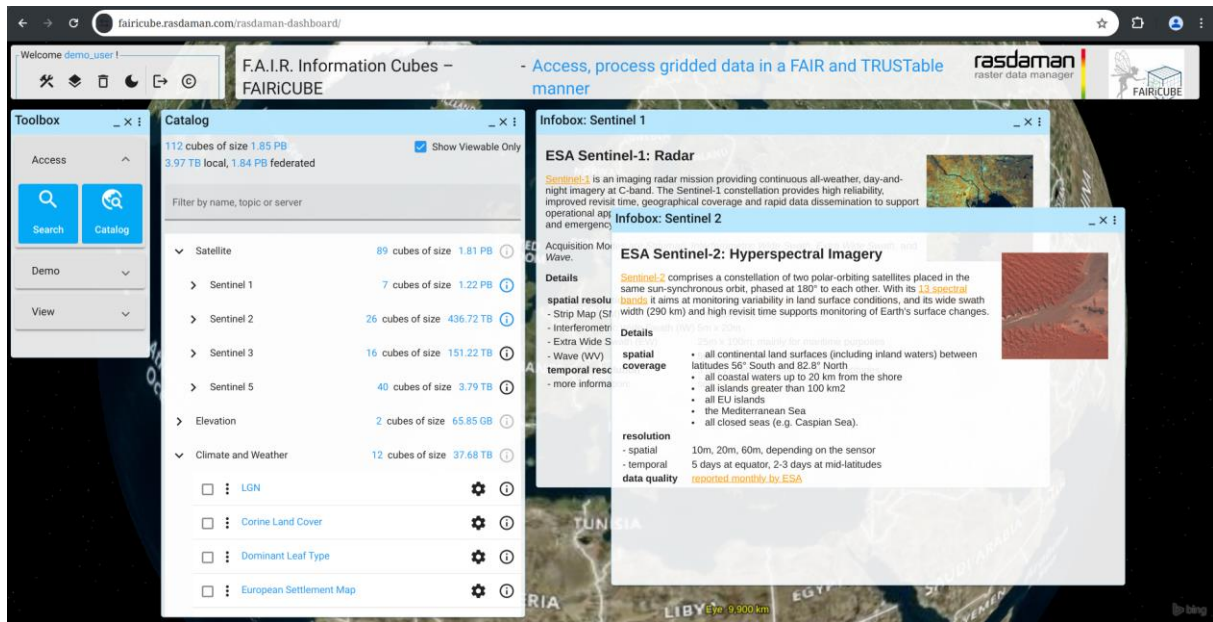 fairicube.rasdaman.com/rasdaman-dashboard/
Welcome demo_user !
F.A.I.R. Information Cubes –
FAIRiCUBE
- Access, process gridded data in a FAIR and TRUSTable
manner
rasdaman
raster data manager
FAIRiCUBE
Toolbox
Access
Search
Catalog
Demo
View
Catalog
112 cubes of size 1.85 PB
3.97 TB local, 1.84 PB federated
Show Viewable Only
Filter by name, topic or server
Satellite 89 cubes of size 1.81 PB
Sentinel 1 7 cubes of size 1.22 PB
Sentinel 2 26 cubes of size 436.72 TB
Sentinel 3 16 cubes of size 151.22 TB
Sentinel 5 40 cubes of size 3.79 TB
Elevation 2 cubes of size 65.85 GB
Climate and Weather 12 cubes of size 37.68 TB
LGN
Corine Land Cover
Dominant Leaf Type
European Settlement Map
Infobox: Sentinel 1
ESA Sentinel-1: Radar
Sentinel-1 is an imaging radar mission providing continuous all-weather, day-and-
night imagery at C-band. The Sentinel-1 constellation provides high reliability,
improved revisit time, geographical coverage and rapid data dissemination to support
operational
and emergency
Acquisition
Wave.
Details
spatial
- Strip Map
- Extra Wide
- Wave (WV)
temporal
- more
Infobox: Sentinel 2
ESA Sentinel-2: Hyperspectral Imagery
Sentinel-2 comprises a constellation of two polar-orbiting satellites placed in the
same sun-synchronous orbit, phased at 180° to each other. With its 13 spectral
bands it aims at monitoring variability in land surface conditions, and its wide swath
width (290 km) and high revisit time supports monitoring of Earth's surface changes.
Details
spatial
coverage
• all continental land surfaces (including inland waters) between
latitudes 56° South and 82.8° North
• all coastal waters up to 20 km from the shore
• all islands greater than 100 km2
• all EU islands
• the Mediterranean Sea
• all closed seas (e.g. Caspian Sea).
resolution
- spatial 10m, 20m, 60m, depending on the sensor
- temporal 5 days at equator, 2-3 days at mid-latitudes
data quality reported monthly by ESA
TUNISIA
LIBY
Eye 9,900 km
EGYPT
bing